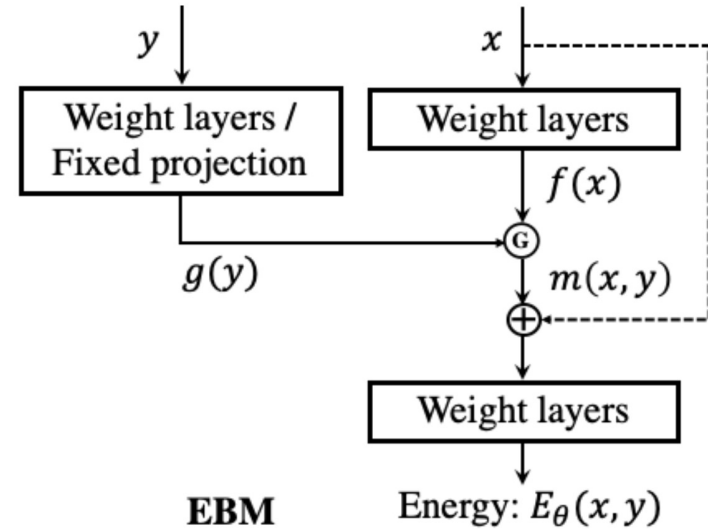 y
x
Weight layers /
Fixed projection
Weight layers
f(x)
G
g(y)
m(x, y)
+
Weight layers
EBM
Energy: E_θ(x, y)